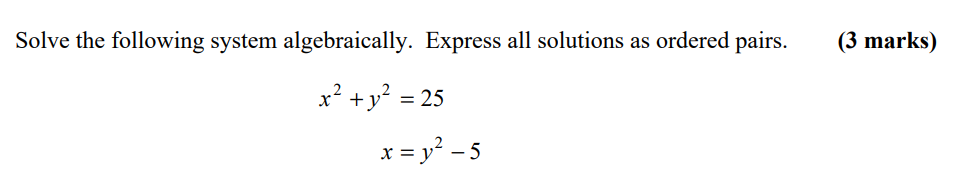 Solve the following system algebraically. Express all solutions as ordered pairs. (3 marks)
x² + y² = 25
x = y² − 5